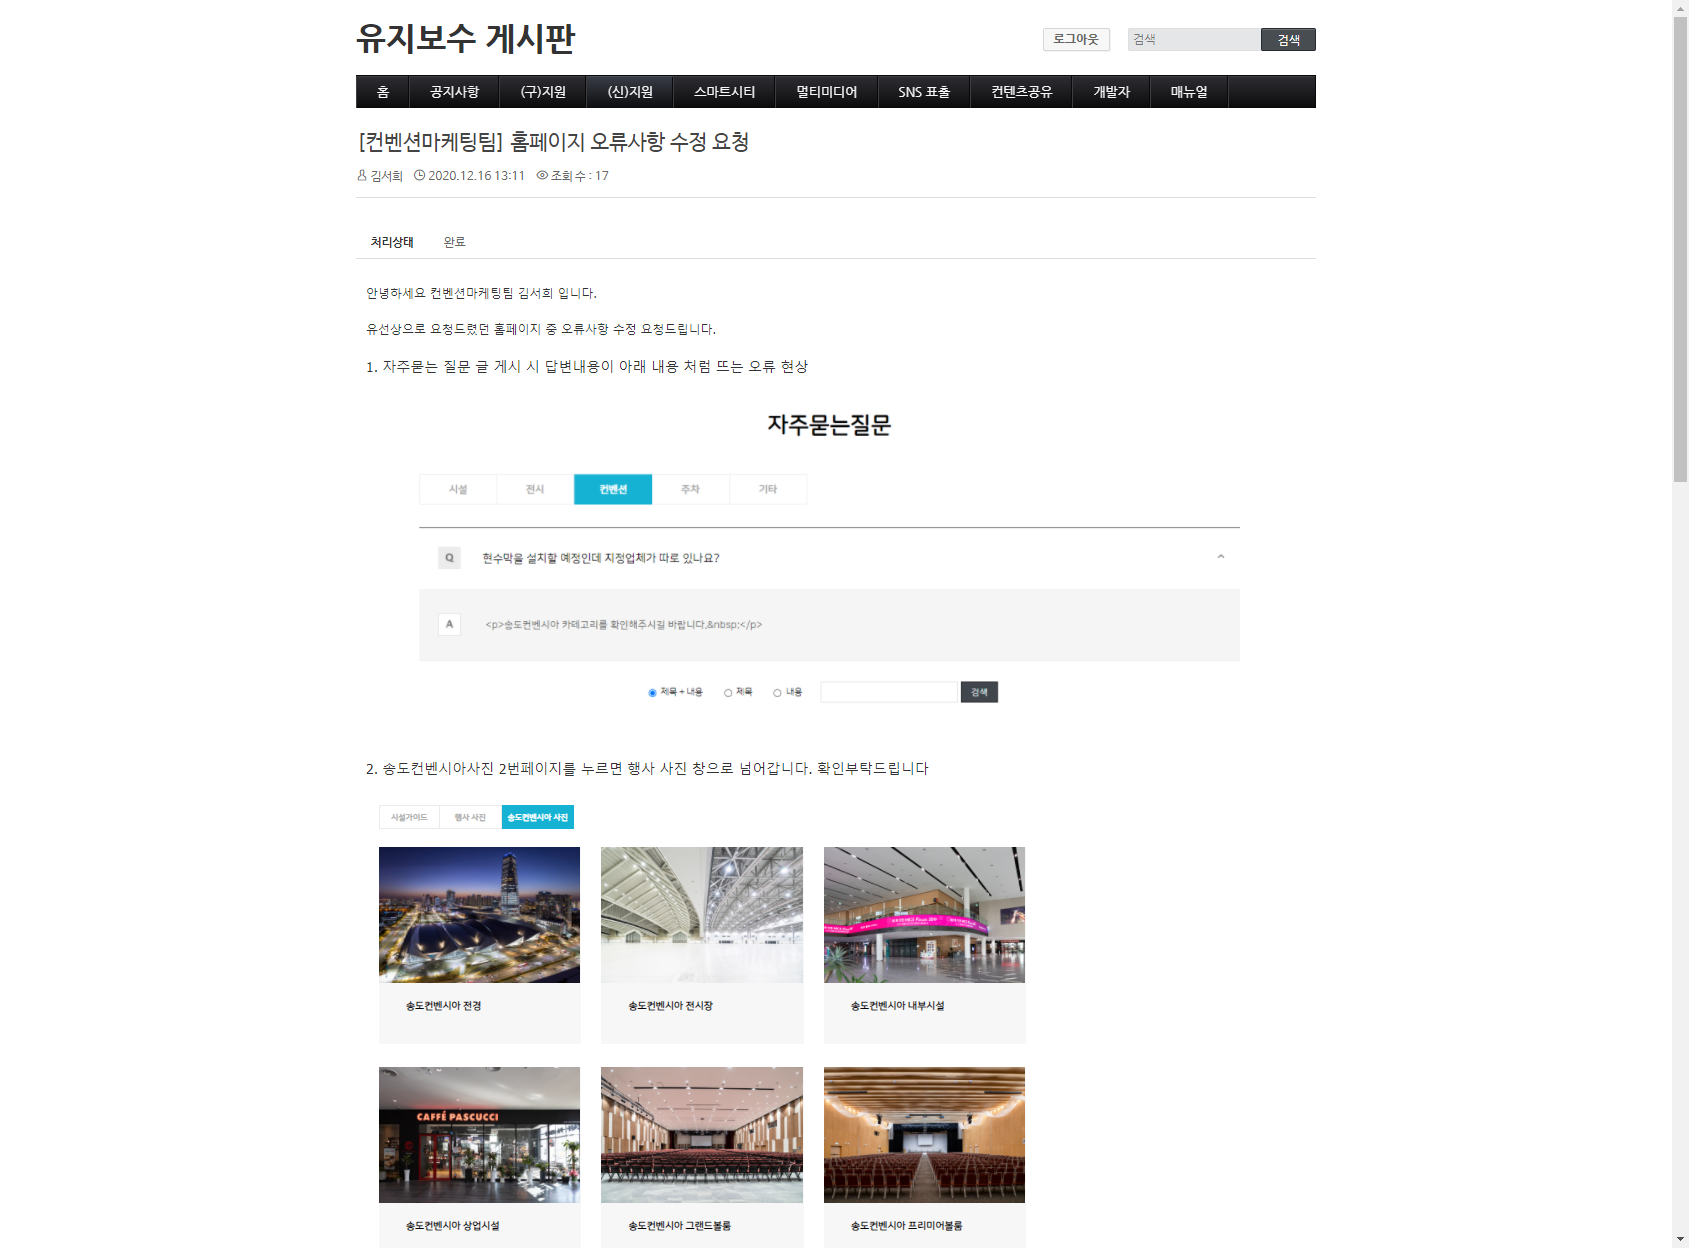 유지보수 게시판
로그아웃
검색
검색
홈
공지사항
(구)지원
(신)지원
스마트시티
멀티미디어
SNS 표출
컨텐츠공유
개발자
매뉴얼
[컨벤션마케팅팀] 홈페이지 오류사항 수정 요청
김서희 2020.12.16 13:11 조회 수 : 17
처리상태 완료
안녕하세요 컨벤션마케팅팀 김서희 입니다.
유선상으로 요청드렸던 홈페이지 중 오류사항 수정 요청드립니다.
1. 자주묻는 질문 글 게시 시 답변내용이 아래 내용 처럼 뜨는 오류 현상
자주묻는질문
시설
전시
컨벤션
주차
기타
Q 현수막을 설치할 예정인데 지정업체가 따로 있나요?
A <p>송도컨벤시아 카테고리를 확인해주시길 바랍니다.&nbsp;</p>
제목 + 내용
제목
내용
검색
2. 송도컨벤시아사진 2번페이지를 누르면 행사 사진 창으로 넘어갑니다. 확인부탁드립니다
시설가이드
행사 사진
송도컨벤시아 사진
송도컨벤시아 전경
송도컨벤시아 전시장
송도컨벤시아 내부시설
CAFFÉ PASCUCCI
송도컨벤시아 상업시설
송도컨벤시아 그랜드볼룸
송도컨벤시아 프리미어볼룸